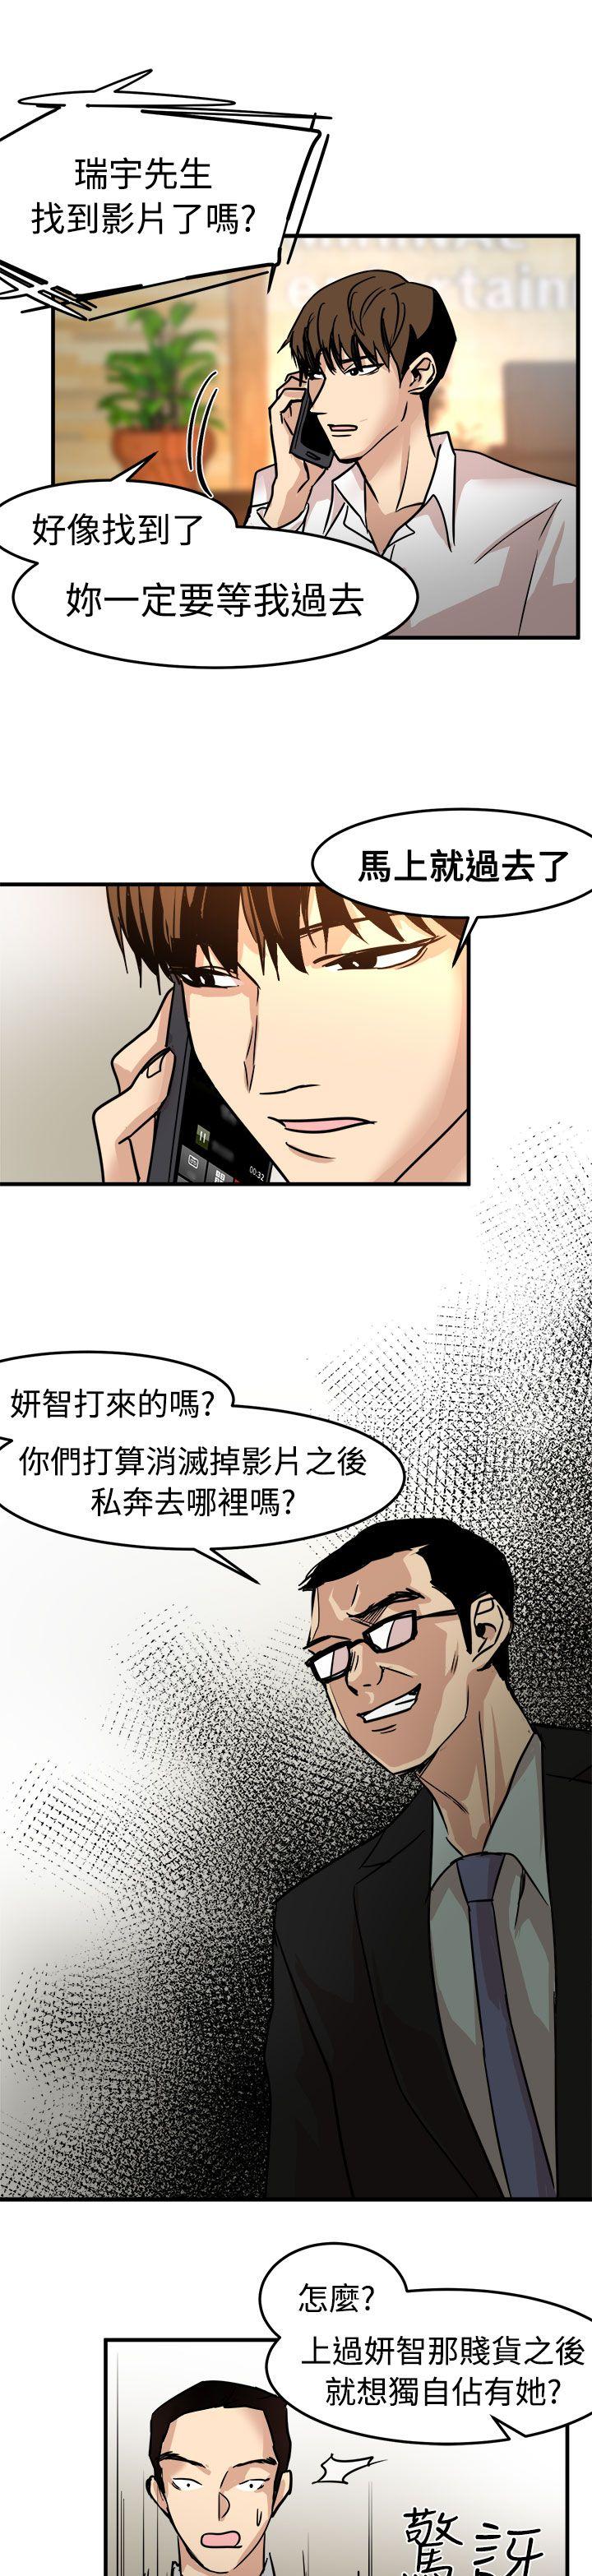 瑞宇先生
找到影片了嗎?
entertain
好像找到了
妳一定要等我過去
馬上就過去了
00:32
妍智打來的嗎?
你們打算消滅掉影片之後
私奔去哪裡嗎?
怎麼?
上過妍智那賤貨之後
就想獨自佔有她?
驚訝